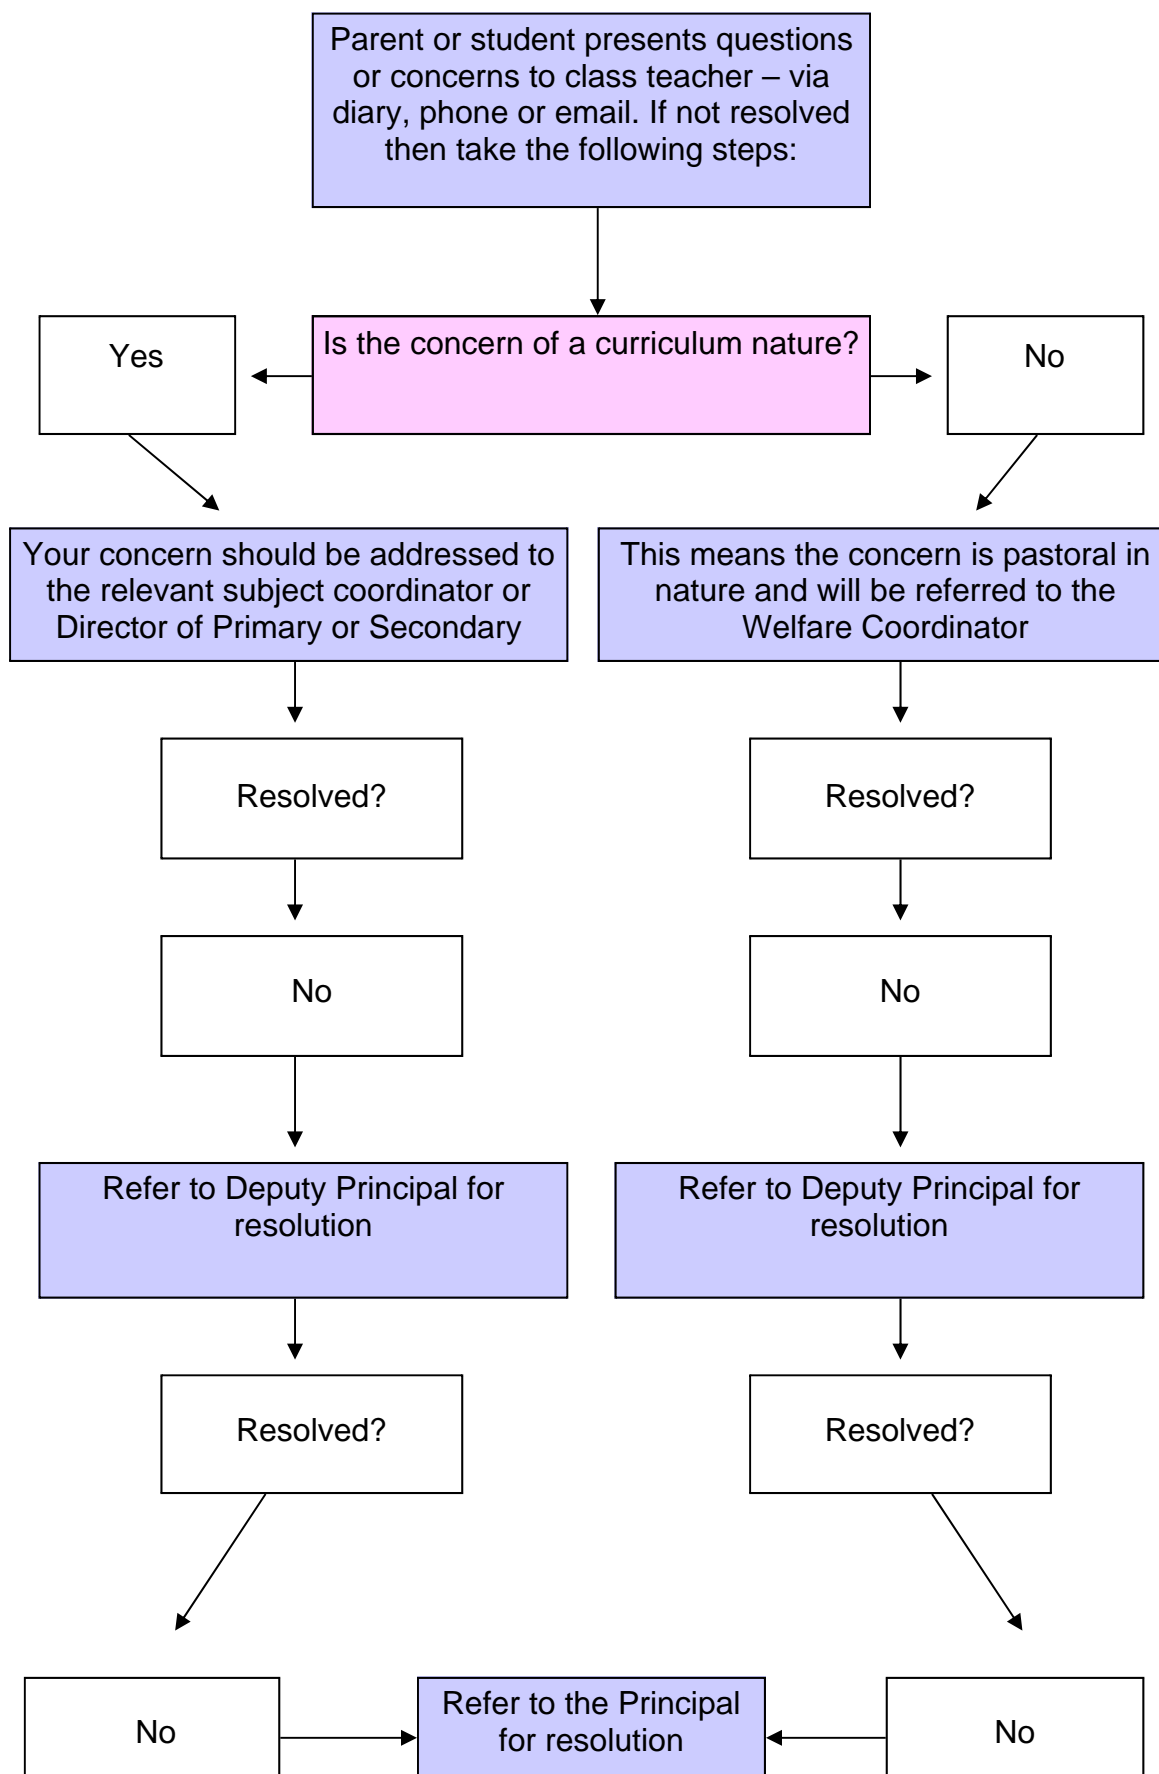 Parent or student presents questions
or concerns to class teacher – via
diary, phone or email. If not resolved
then take the following steps:
Yes
Is the concern of a curriculum nature?
No
Your concern should be addressed to
the relevant subject coordinator or
Director of Primary or Secondary
This means the concern is pastoral in
nature and will be referred to the
Welfare Coordinator
Resolved?
Resolved?
No
No
Refer to Deputy Principal for
resolution
Refer to Deputy Principal for
resolution
Resolved?
Resolved?
No
Refer to the Principal
for resolution
No